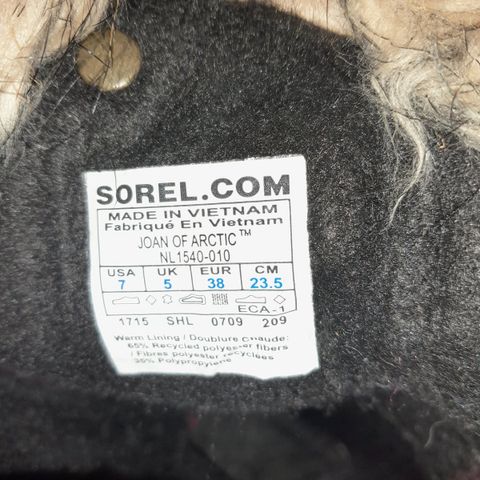 SOREL.COM
MADE IN VIETNAM
Fabriqué En Vietnam
JOAN OF ARCTIC™
NL1540-010
USA UK EUR CM
7 5 38 23.5
ECA-1
1715 SHL 0709 209
Warm Lining / Doublure Chaude:
65% Recycled polyester fibers
/ Fibres polyester recyclées
35% Polypropylene